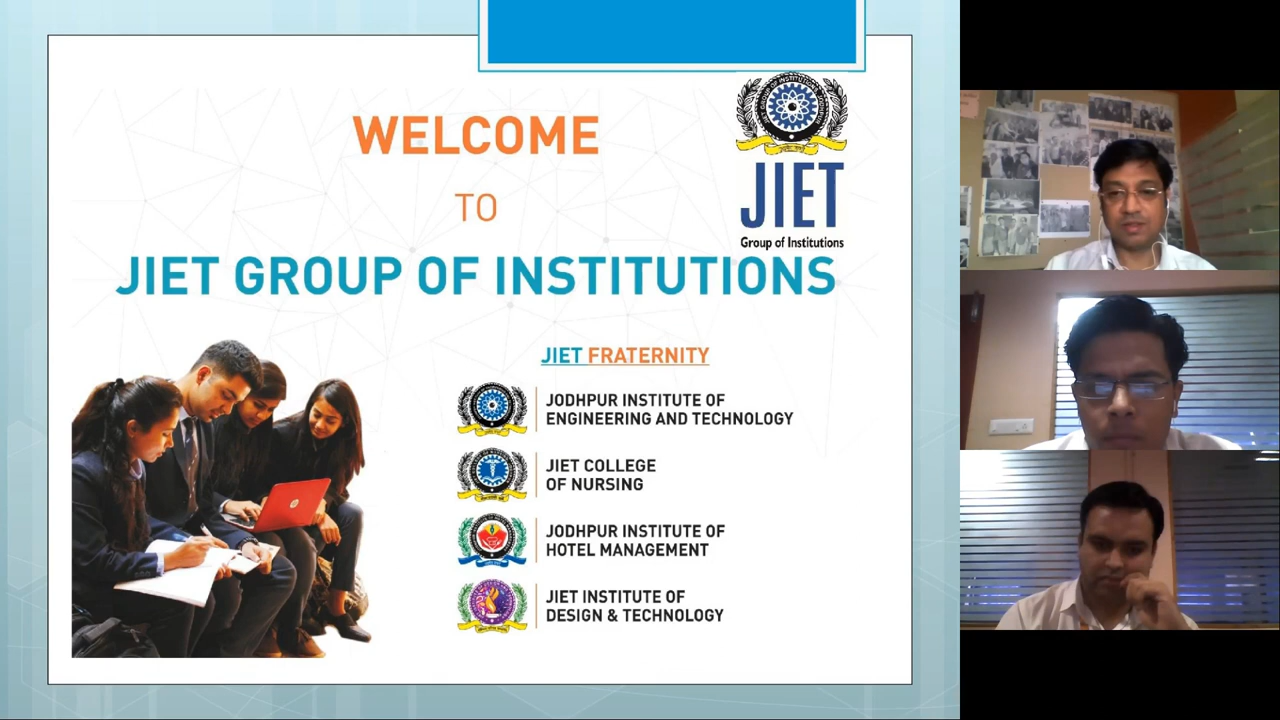 WELCOME
TO
JIET
Group of Institutions
JIET GROUP OF INSTITUTIONS
JIET FRATERNITY
JODHPUR INSTITUTE OF
ENGINEERING AND TECHNOLOGY
JIET COLLEGE
OF NURSING
JODHPUR INSTITUTE OF
HOTEL MANAGEMENT
JIET INSTITUTE OF
DESIGN & TECHNOLOGY